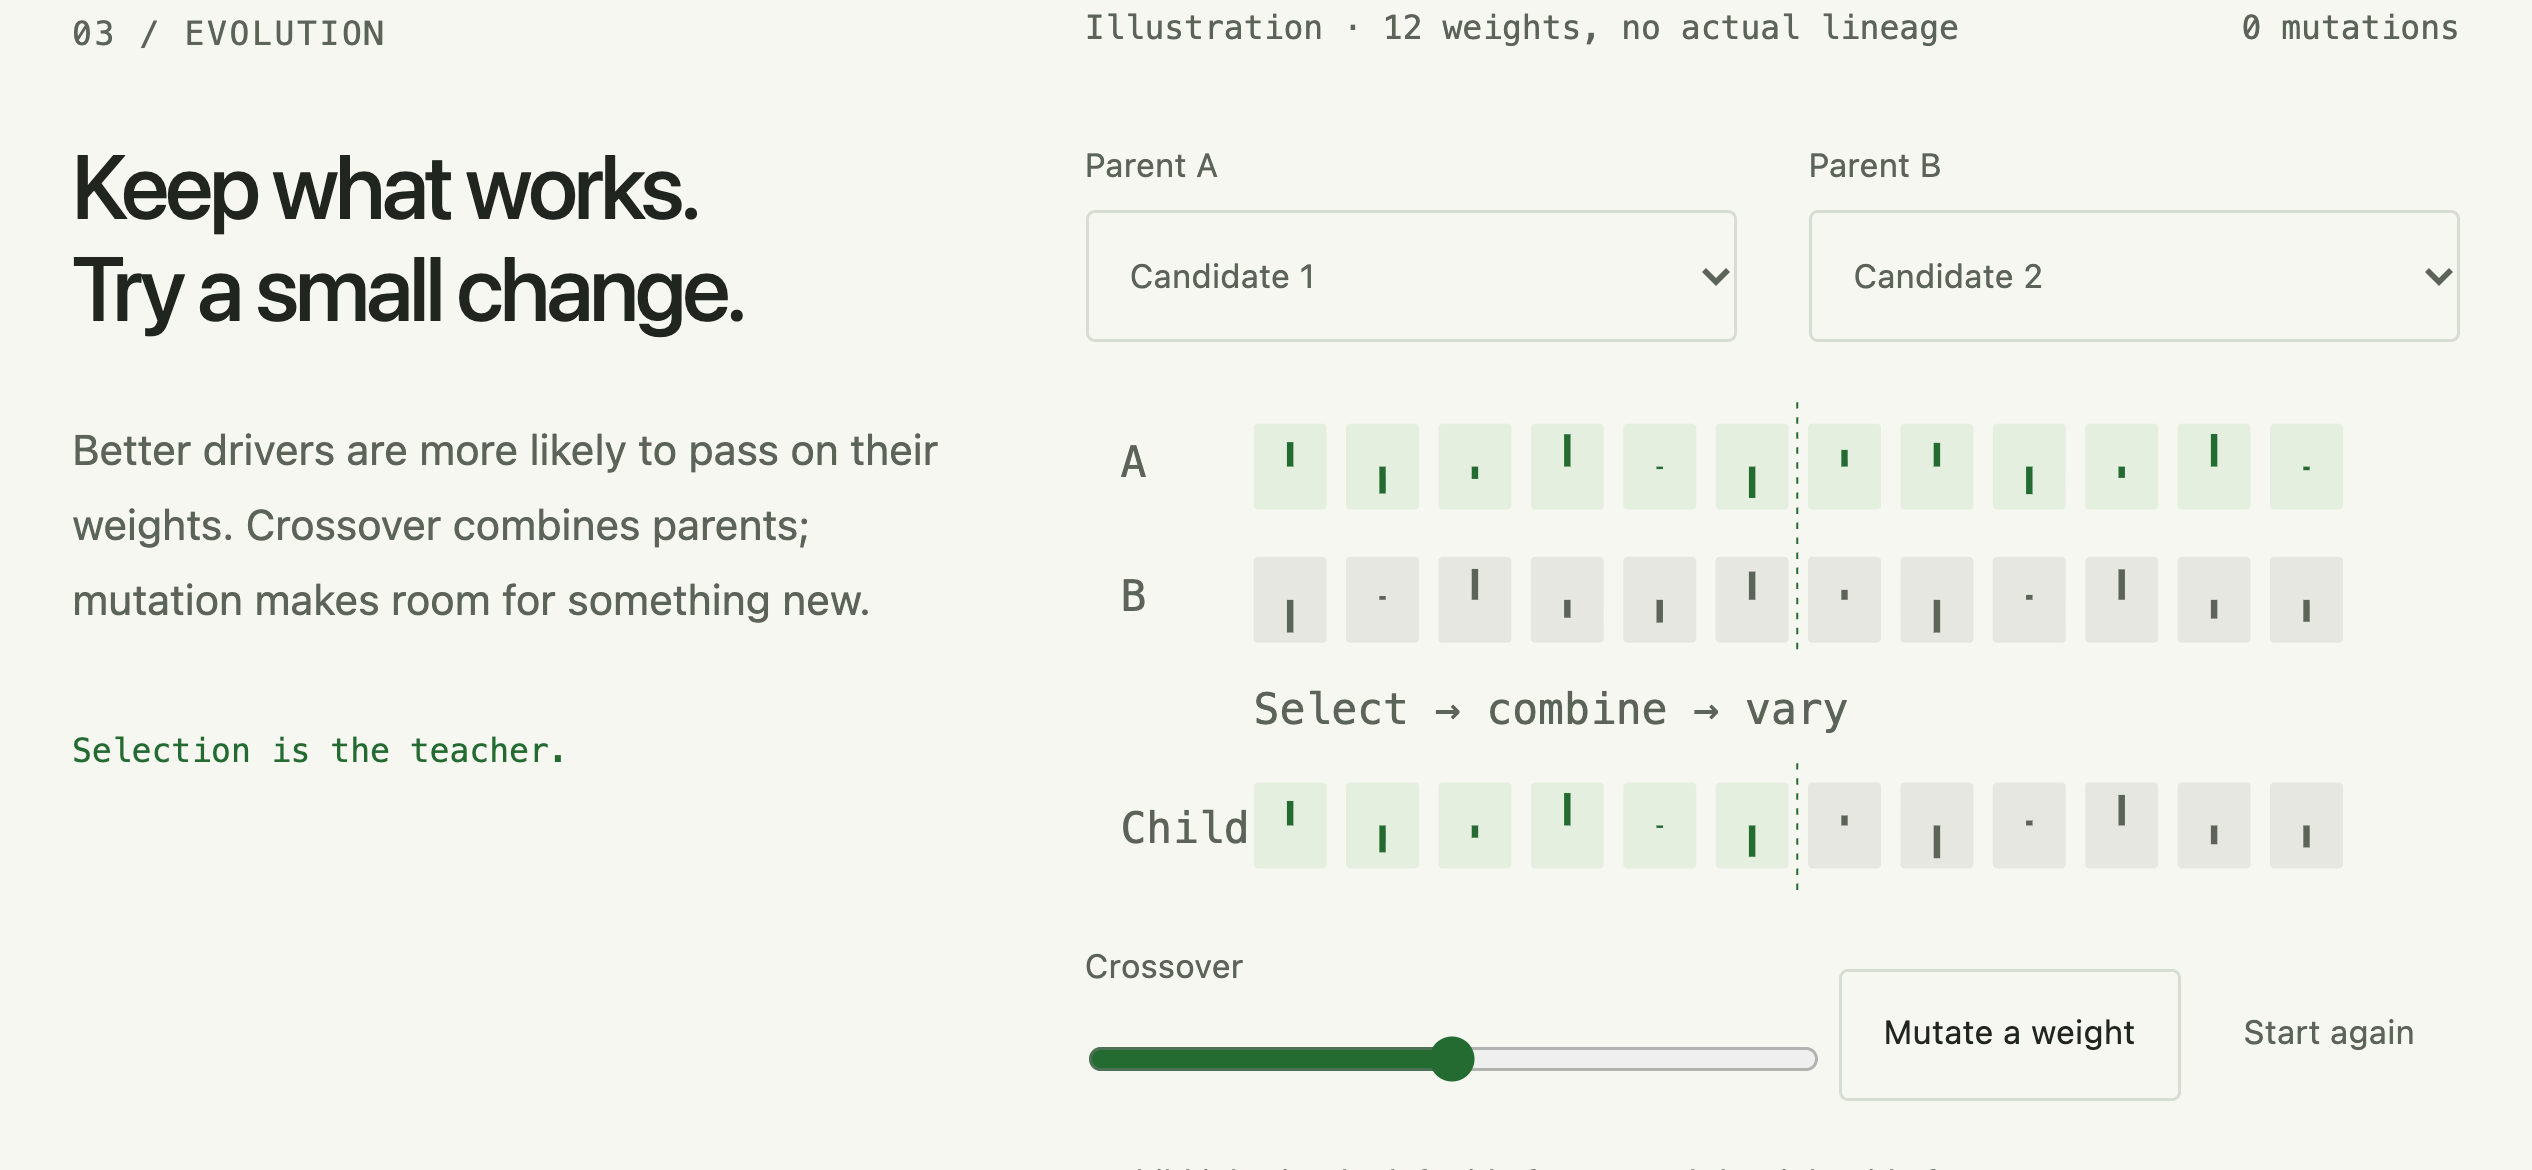 03 / EVOLUTION
Illustration · 12 weights, no actual lineage
0 mutations
Keep what works.
Try a small change.
Better drivers are more likely to pass on their
weights. Crossover combines parents;
mutation makes room for something new.
Selection is the teacher.
Parent A
Parent B
Candidate 1
Candidate 2
A
B
Select → combine → vary
Child
Crossover
Mutate a weight
Start again